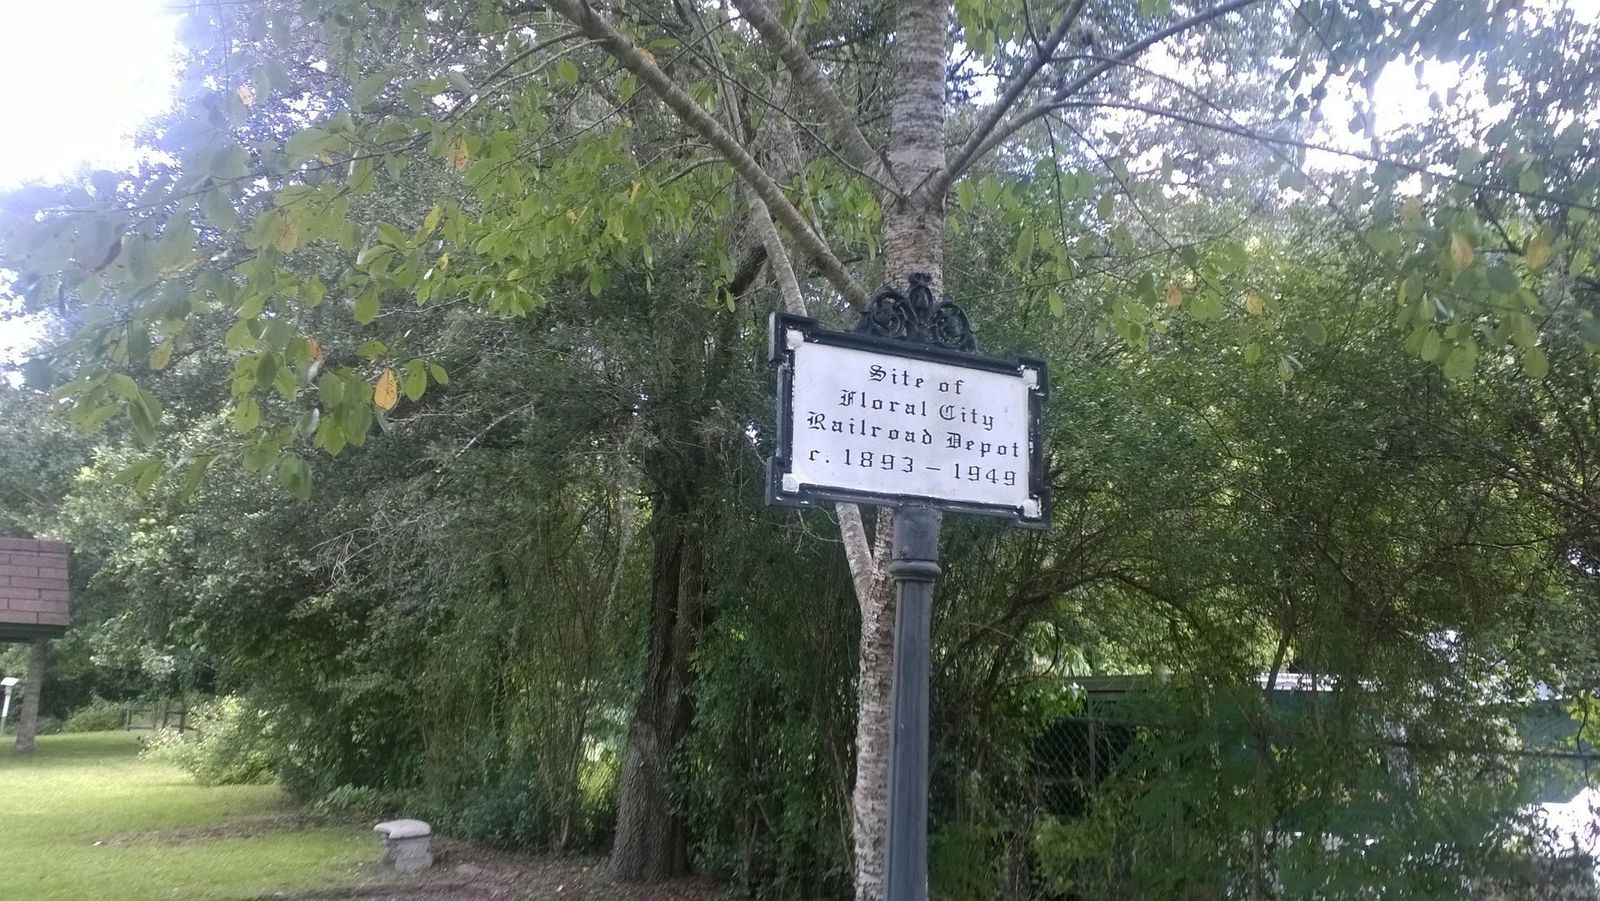 Site of
Floral City
Railroad Depot
c. 1893 – 1949